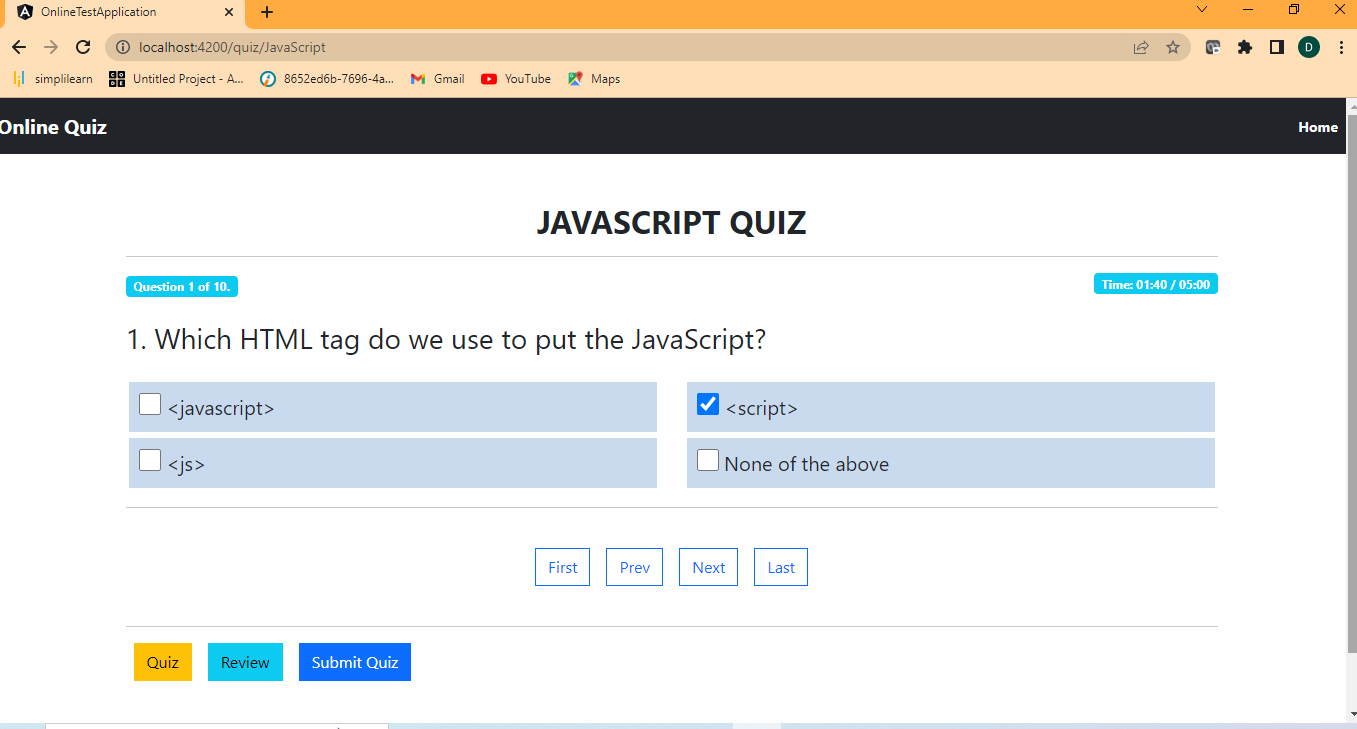 OnlineTestApplication
localhost:4200/quiz/JavaScript
D
simplilearn
Untitled Project - A...
8652ed6b-7696-4a...
Gmail
YouTube
Maps
Online Quiz
Home
JAVASCRIPT QUIZ
Question 1 of 10.
Time: 01:40 / 05:00
1. Which HTML tag do we use to put the JavaScript?
<javascript>
<script>
<js>
None of the above
First Prev Next Last
Quiz Review Submit Quiz